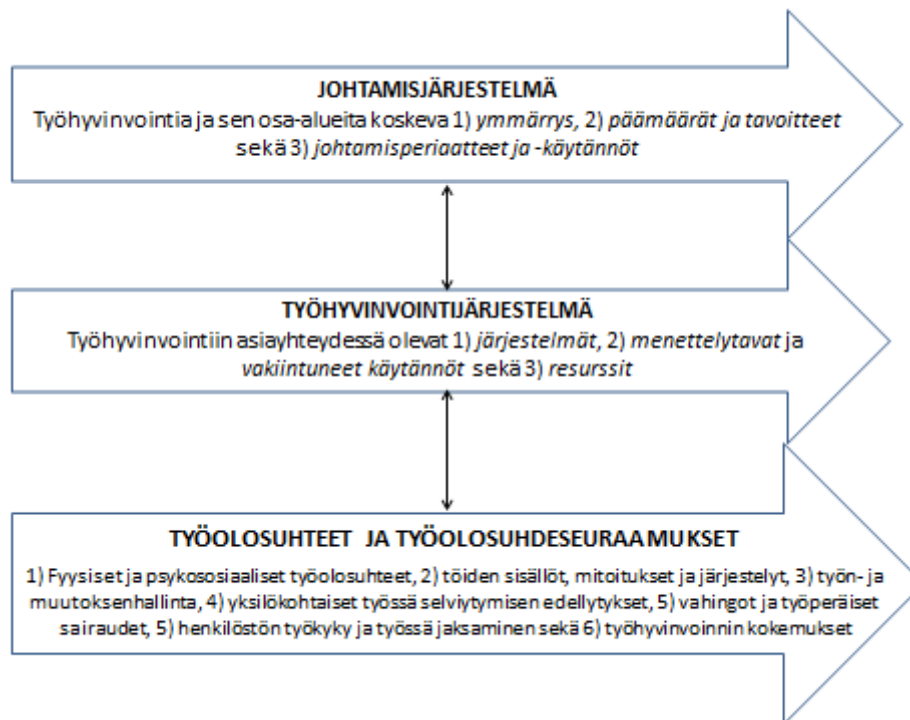 JOHTAMISJÄRJESTELMÄ
Työhyvinvointia ja sen osa-alueita koskeva 1) ymmärrys, 2) päämäärät ja tavoitteet
sekä 3) johtamisperiaatteet ja -käytännöt
TYÖHYVINVOINTIJÄRJESTELMÄ
Työhyvinvointiin asiayhteydessä olevat 1) järjestelmät, 2) menettelytavat ja
vakiintuneet käytännöt sekä 3) resurssit
TYÖOLOSUHTEET JA TYÖOLOSUHDESEURAAMUKSET
1) Fyysiset ja psykososiaaliset työolosuhteet, 2) töiden sisällöt, mitoitukset ja järjestelyt, 3) työn- ja
muutoksenhallinta, 4) yksilökohtaiset työssä selviytymisen edellytykset, 5) vahingot ja työperäiset
sairaudet, 5) henkilöstön työkyky ja työssä jaksaminen sekä 6) työhyvinvoinnin kokemukset